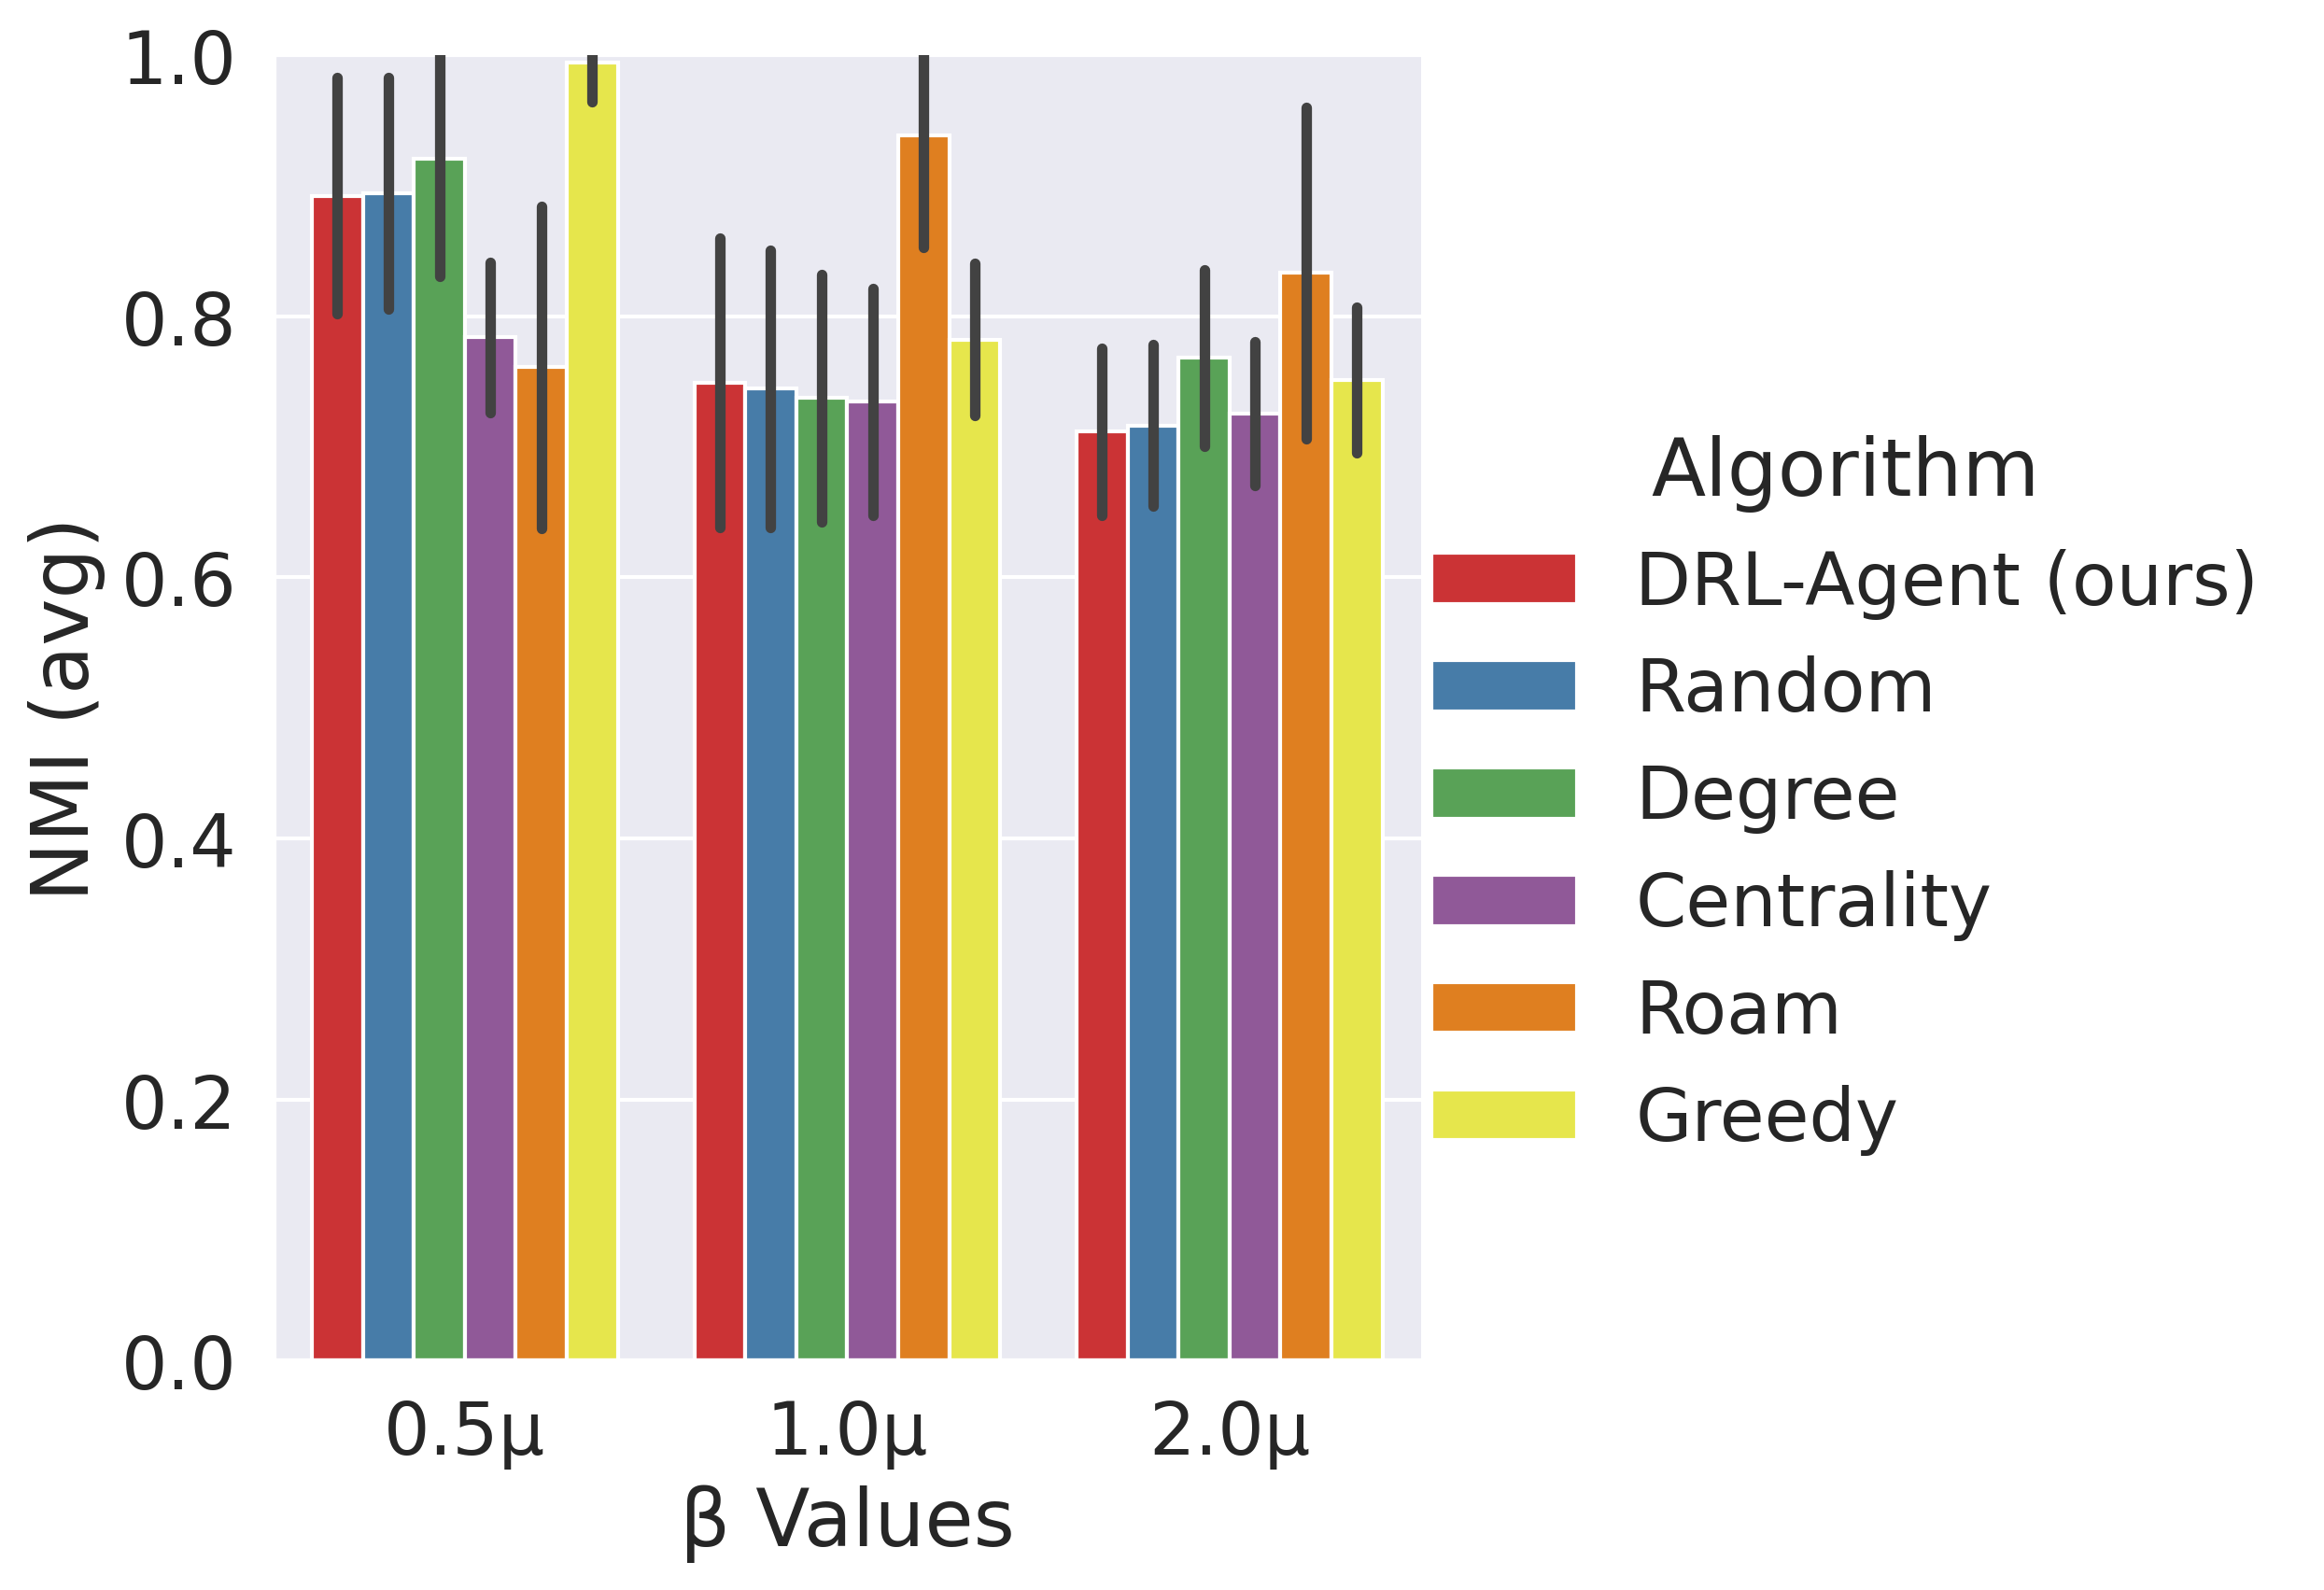 1.0
0.8
0.6
0.4
0.2
0.0
NMI (avg)
0.5µ 1.0µ 2.0µ
β Values
Algorithm
DRL-Agent (ours)
Random
Degree
Centrality
Roam
Greedy